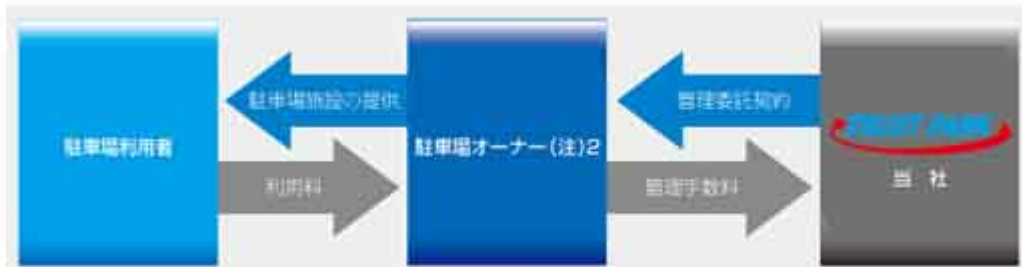 駐車場利用者
駐車場施設の提供
利用料
駐車場オーナー(注)2
管理委託契約
管理手数料
TRUST PARK
当 社